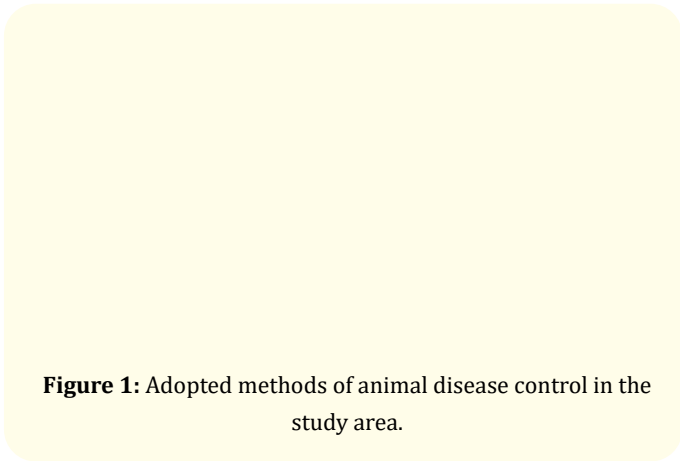 Figure 1: Adopted methods of animal disease control in the
study area.